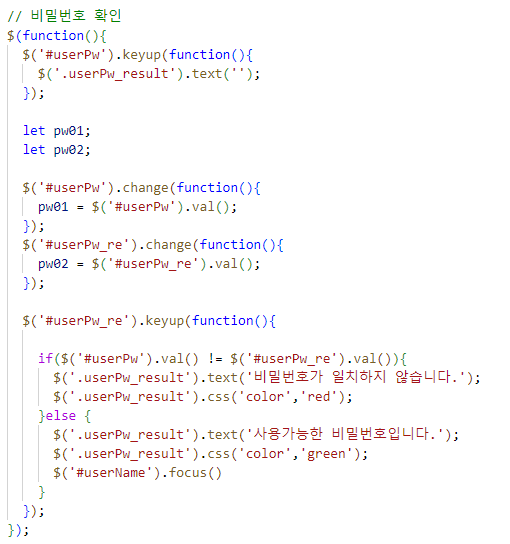 // 비밀번호 확인
$(function(){
  $('#userPw').keyup(function(){
    $('.userPw_result').text('');
  });

  let pw01;
  let pw02;

  $('#userPw').change(function(){
    pw01 = $('#userPw').val();
  });
  $('#userPw_re').change(function(){
    pw02 = $('#userPw_re').val();
  });

  $('#userPw_re').keyup(function(){

    if($('#userPw').val() != $('#userPw_re').val()){
      $('.userPw_result').text('비밀번호가 일치하지 않습니다.');
      $('.userPw_result').css('color','red');
    }else {
      $('.userPw_result').text('사용가능한 비밀번호입니다.');
      $('.userPw_result').css('color','green');
      $('#userName').focus()
    }
  });
});